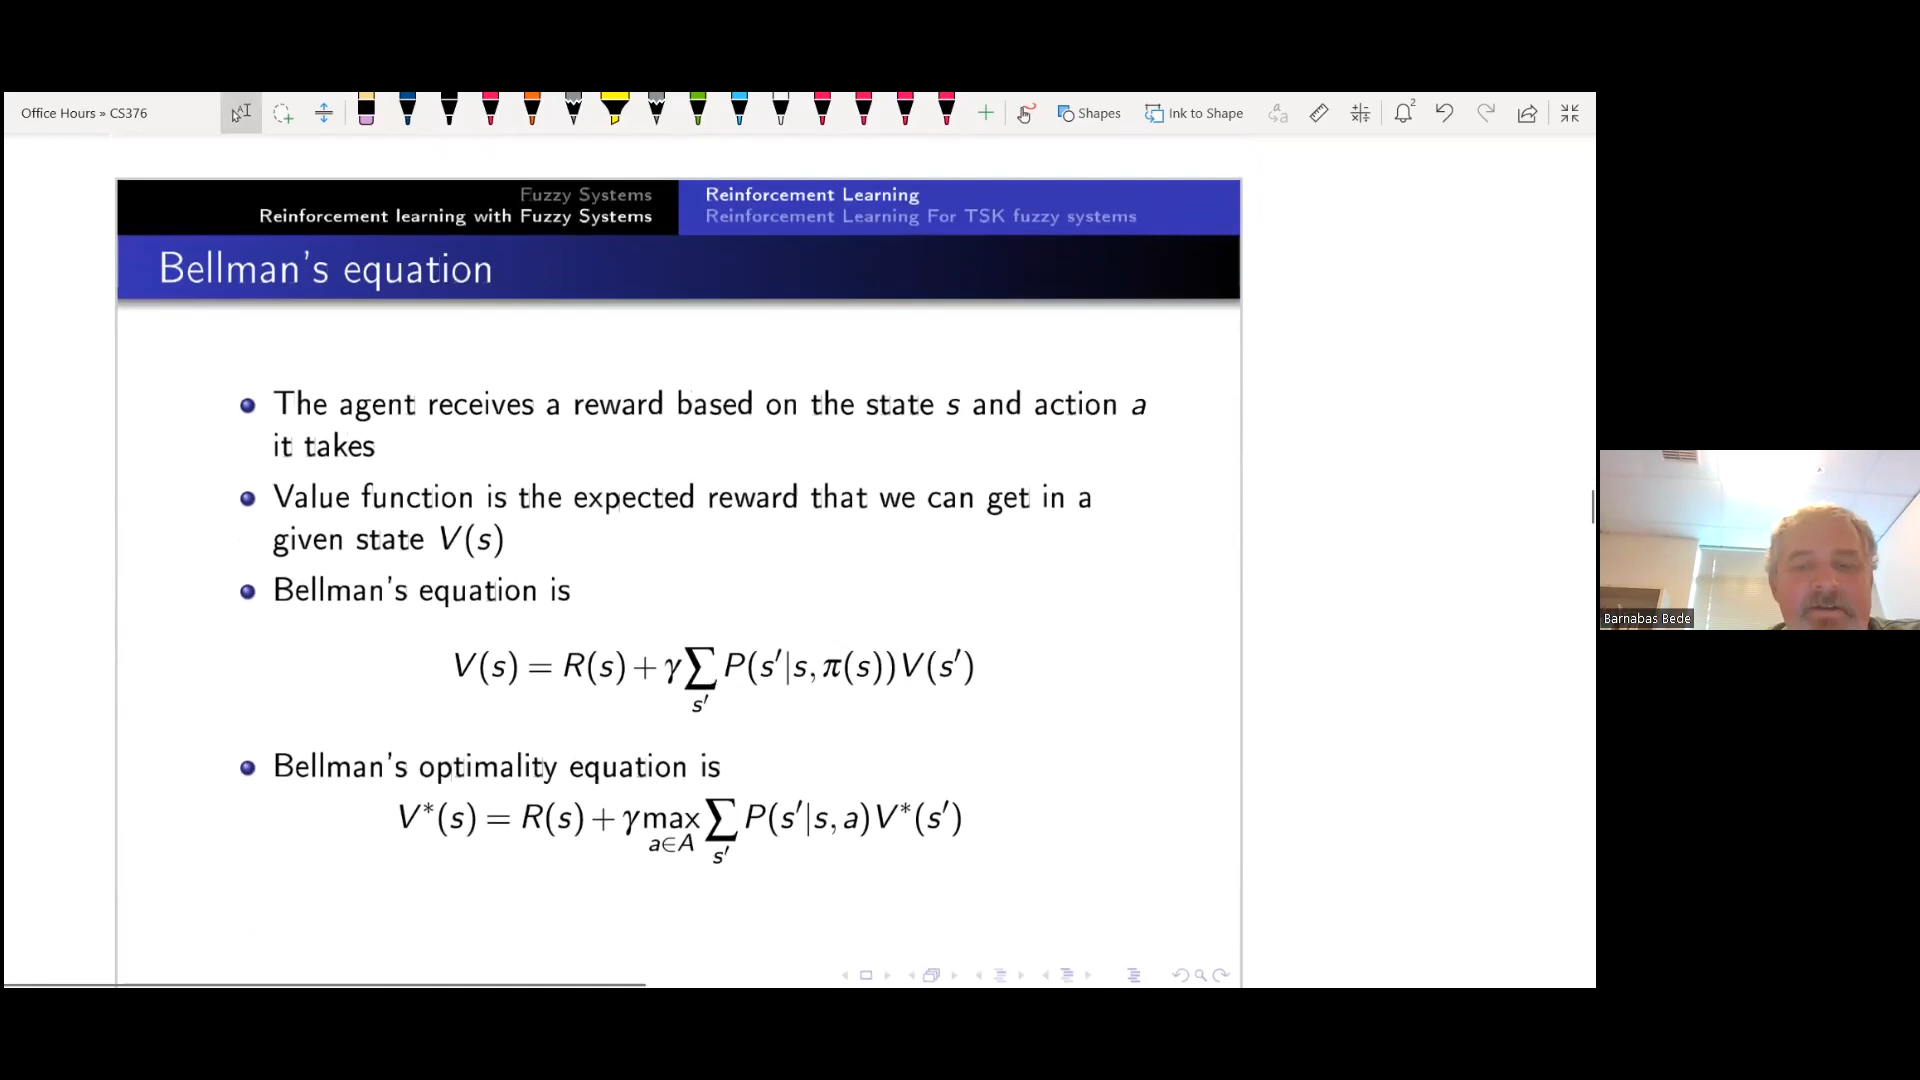 Office Hours » CS376
Shapes
Ink to Shape
2
Fuzzy Systems
Reinforcement learning with Fuzzy Systems
Reinforcement Learning
Reinforcement Learning For TSK fuzzy systems
Bellman's equation
The agent receives a reward based on the state s and action a
it takes
Value function is the expected reward that we can get in a
given state V(s)
Bellman's equation is
V(s) = R(s) + γ∑P(s′|s, π(s))V(s′)
s′
Bellman's optimality equation is
V*(s) = R(s) + γ max ∑ P(s′|s, a)V*(s′)
a∈A s′
Barnabas Bede